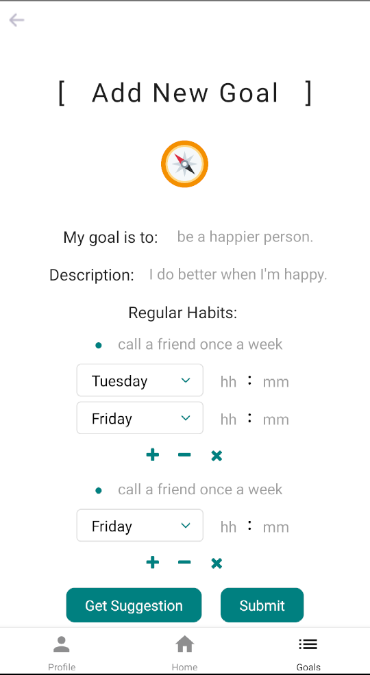 [ Add New Goal ]
My goal is to: be a happier person.
Description: I do better when I'm happy.
Regular Habits:
• call a friend once a week
Tuesday hh : mm
Friday hh : mm
• call a friend once a week
Friday hh : mm
Get Suggestion Submit
Profile Home Goals